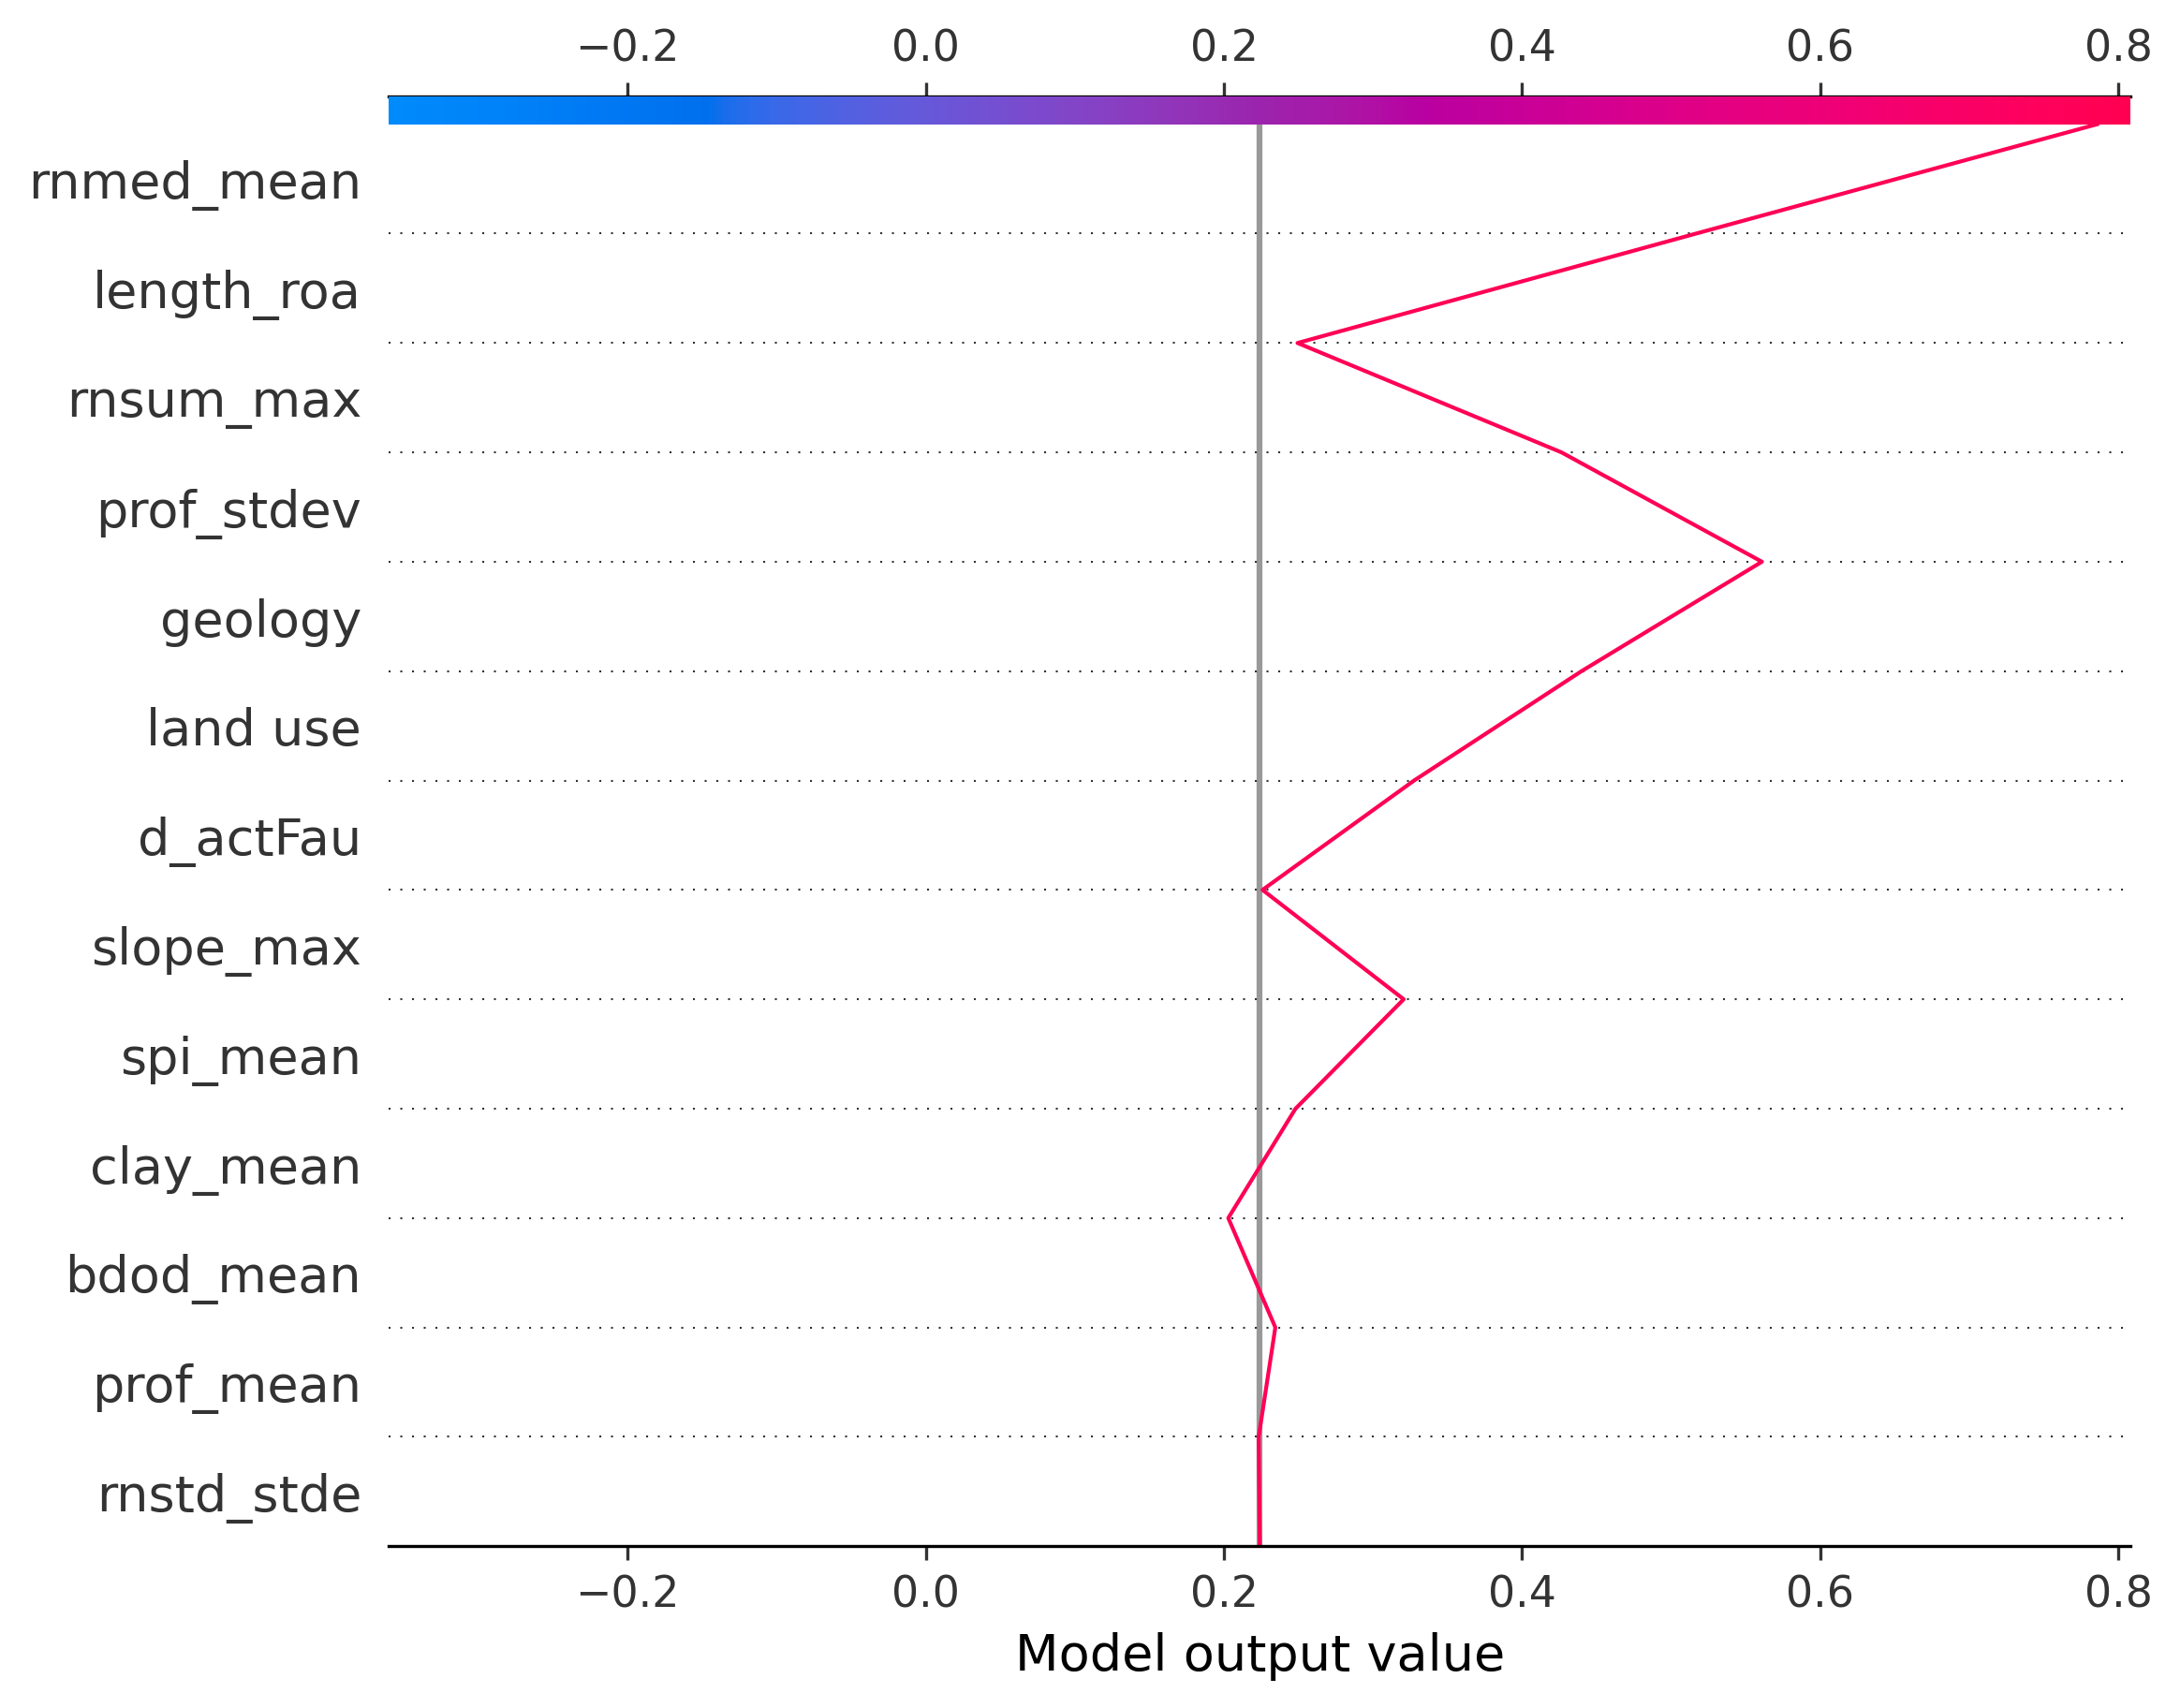 −0.2 0.0 0.2 0.4 0.6 0.8
rnmed_mean
length_roa
rnsum_max
prof_stdev
geology
land use
d_actFau
slope_max
spi_mean
clay_mean
bdod_mean
prof_mean
rnstd_stde
−0.2 0.0 0.2 0.4 0.6 0.8
Model output value